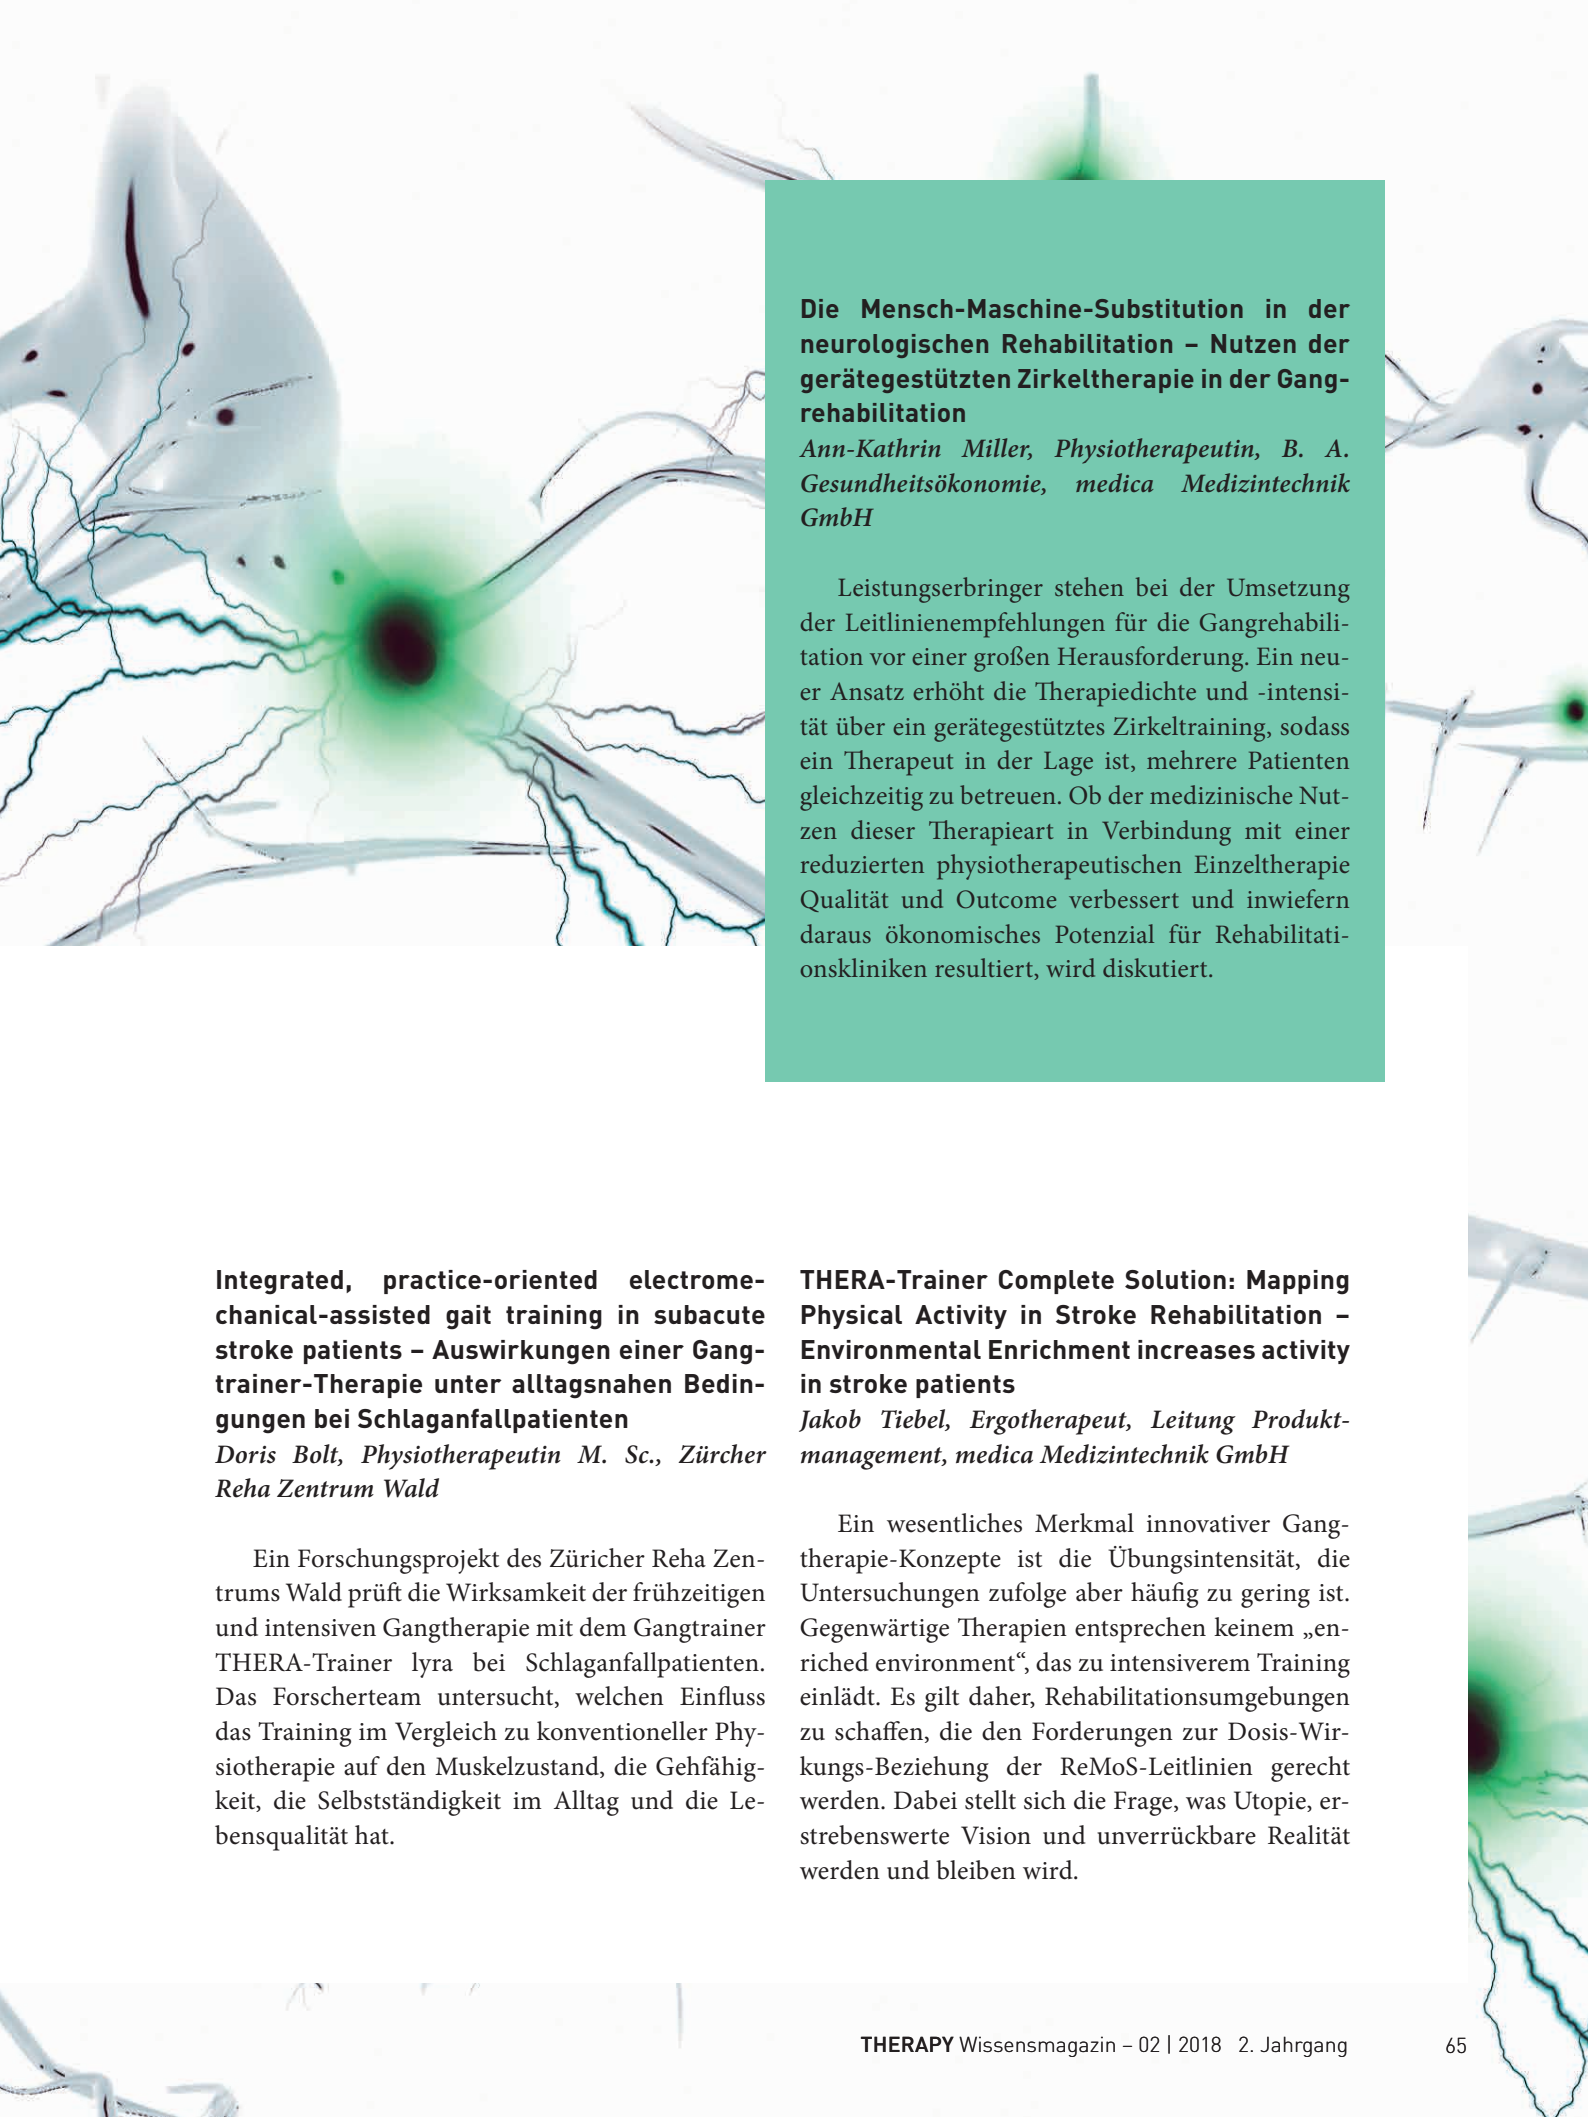 Die Mensch-Maschine-Substitution in der
neurologischen Rehabilitation – Nutzen der
gerätegestützten Zirkeltherapie in der Gang-
rehabilitation
Ann-Kathrin Miller, Physiotherapeutin, B. A.
Gesundheitsökonomie, medica Medizintechnik
GmbH
Leistungserbringer stehen bei der Umsetzung
der Leitlinienempfehlungen für die Gangrehabili-
tation vor einer großen Herausforderung. Ein neu-
er Ansatz erhöht die Therapiedichte und -intensi-
tät über ein gerätegestütztes Zirkeltraining, sodass
ein Therapeut in der Lage ist, mehrere Patienten
gleichzeitig zu betreuen. Ob der medizinische Nut-
zen dieser Therapieart in Verbindung mit einer
reduzierten physiotherapeutischen Einzeltherapie
Qualität und Outcome verbessert und inwiefern
daraus ökonomisches Potenzial für Rehabilitati-
onskliniken resultiert, wird diskutiert.
Integrated, practice-oriented electrome-
chanical-assisted gait training in subacute
stroke patients – Auswirkungen einer Gang-
trainer-Therapie unter alltagsnahen Bedin-
gungen bei Schlaganfallpatienten
Doris Bolt, Physiotherapeutin M. Sc., Zürcher
Reha Zentrum Wald
Ein Forschungsprojekt des Züricher Reha Zen-
trums Wald prüft die Wirksamkeit der frühzeitigen
und intensiven Gangtherapie mit dem Gangtrainer
THERA-Trainer lyra bei Schlaganfallpatienten.
Das Forscherteam untersucht, welchen Einfluss
das Training im Vergleich zu konventioneller Phy-
siotherapie auf den Muskelzustand, die Gehfähig-
keit, die Selbstständigkeit im Alltag und die Le-
bensqualität hat.
THERA-Trainer Complete Solution: Mapping
Physical Activity in Stroke Rehabilitation –
Environmental Enrichment increases activity
in stroke patients
Jakob Tiebel, Ergotherapeut, Leitung Produkt-
management, medica Medizintechnik GmbH
Ein wesentliches Merkmal innovativer Gang-
therapie-Konzepte ist die Übungsintensität, die
Untersuchungen zufolge aber häufig zu gering ist.
Gegenwärtige Therapien entsprechen keinem „en-
riched environment“, das zu intensiverem Training
einlädt. Es gilt daher, Rehabilitationsumgebungen
zu schaffen, die den Forderungen zur Dosis-Wir-
kungs-Beziehung der ReMoS-Leitlinien gerecht
werden. Dabei stellt sich die Frage, was Utopie, er-
strebenswerte Vision und unverrückbare Realität
werden und bleiben wird.
THERAPY Wissensmagazin – 02 | 2018 2. Jahrgang
65